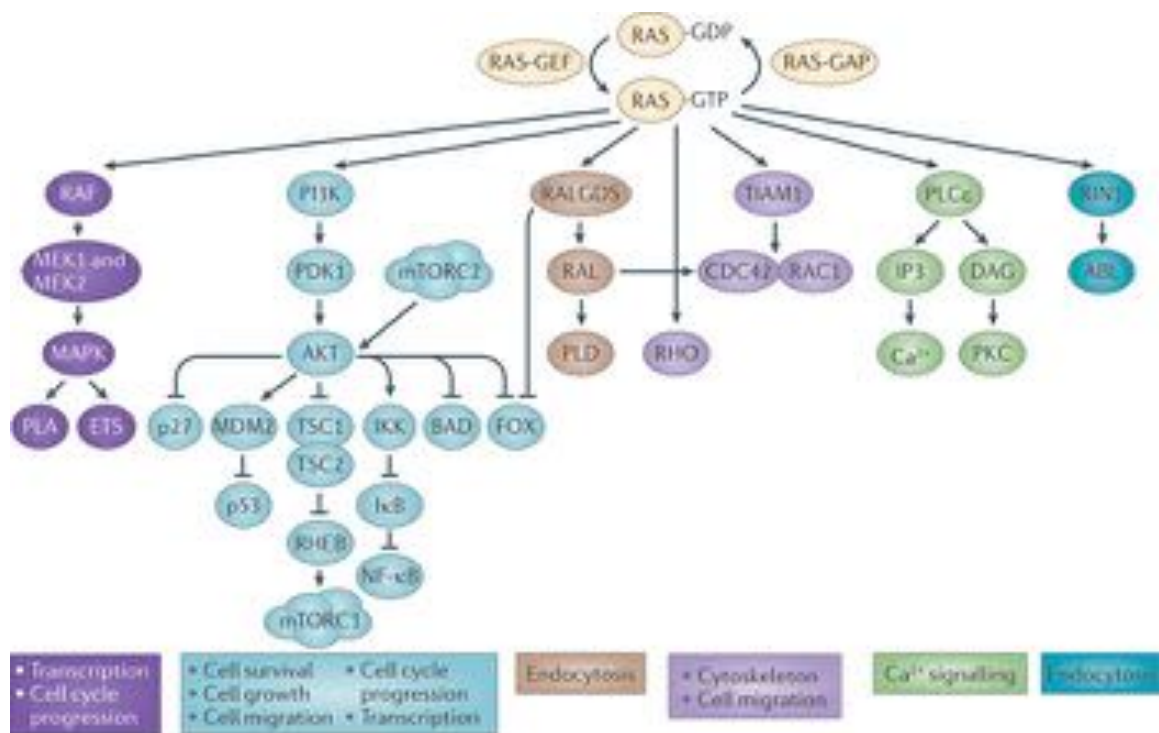 RAS -GDP
RAS-GEF
RAS-GAP
RAS -GTP
RAF
PI3K
RALGDS
TIAM1
PLCε
RIN1
MEK1 and
MEK2
PDK1
mTORC2
RAL
CDC42
RAC1
IP3
DAG
ABL
MAPK
AKT
PLD
RHO
Ca²⁺
PKC
PLA
ETS
p27
MDM2
TSC1
IKK
BAD
FOX
TSC2
p53
IκB
RHEB
NF-κB
mTORC1
• Transcription
• Cell cycle
progression
• Cell survival
• Cell growth
• Cell migration
• Cell cycle
progression
• Transcription
Endocytosis
• Cytoskeleton
• Cell migration
Ca²⁺ signalling
Endocytosis